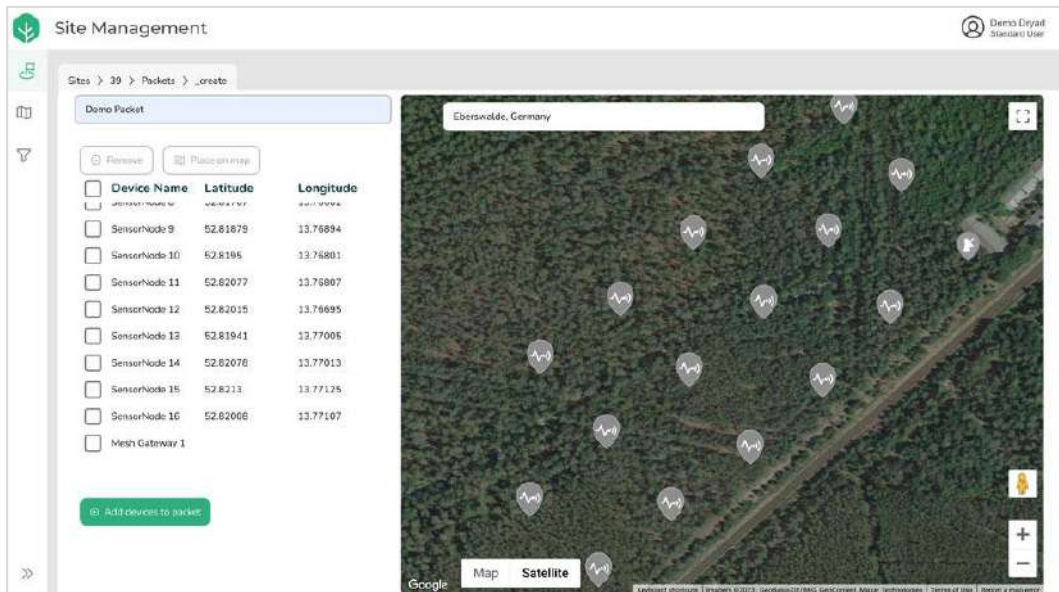 Site Management
Demo Dryad
Standard User
Sites > 39 > Packets > _create
Demo Packet
Eberswalde, Germany
Remove
Place on map
Device Name Latitude Longitude
SensorNode 9 52.81879 13.76894
SensorNode 10 52.8195 13.76801
SensorNode 11 52.82077 13.76807
SensorNode 12 52.82015 13.76695
SensorNode 13 52.81941 13.77005
SensorNode 14 52.82078 13.77013
SensorNode 15 52.8213 13.77125
SensorNode 16 52.82008 13.77107
Mesh Gateway 1
Add devices to packet
Map Satellite
Google